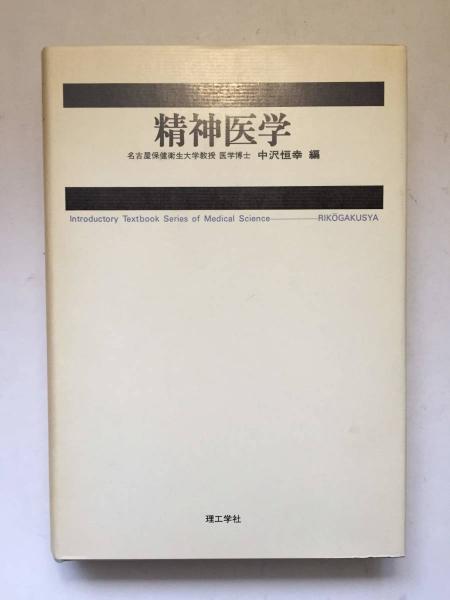 精神医学
名古屋保健衛生大学教授 医学博士 中沢恒幸 編
Introductory Textbook Series of Medical Science――――RIKŌGAKUSYA
理工学社